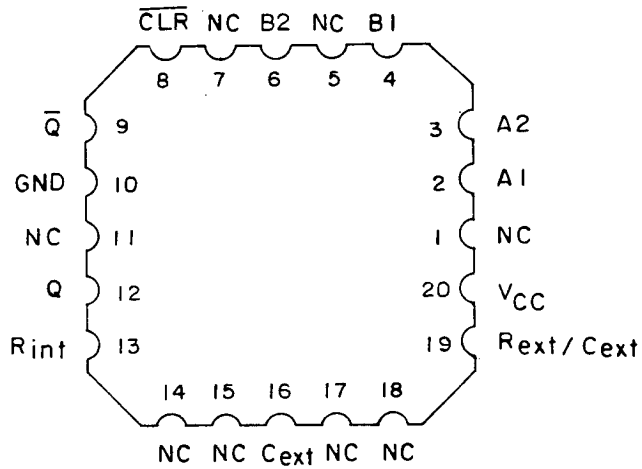 C̅L̅R̅ NC B2 NC B1
8 7 6 5 4
Q̅ 9 3 A2
GND 10 2 A1
NC 11 1 NC
Q 12 20 VCC
Rint 13 19 Rext/Cext
14 15 16 17 18
NC NC Cext NC NC